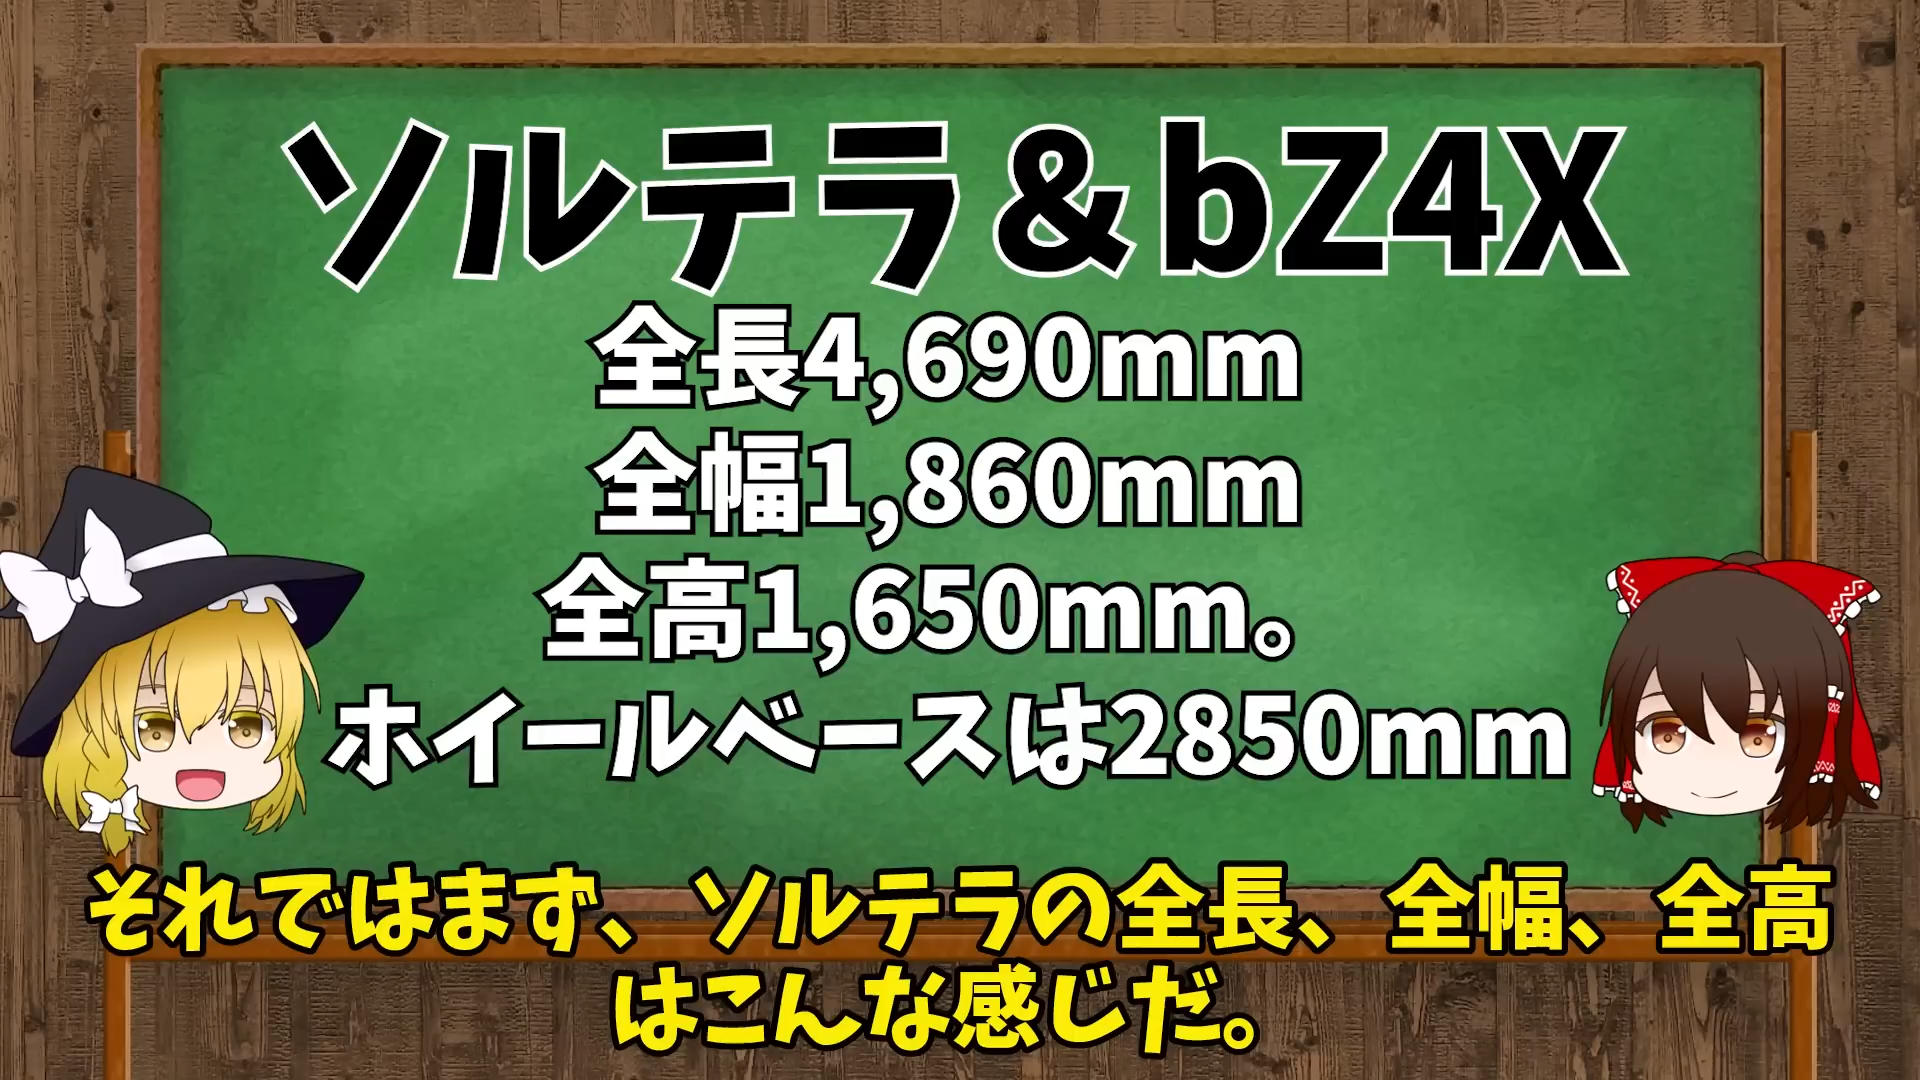 ソルテラ＆bZ4X
全長4,690mm
全幅1,860mm
全高1,650mm。
ホイールベースは2850mm
それではまず、ソルテラの全長、全幅、全高
はこんな感じだ。